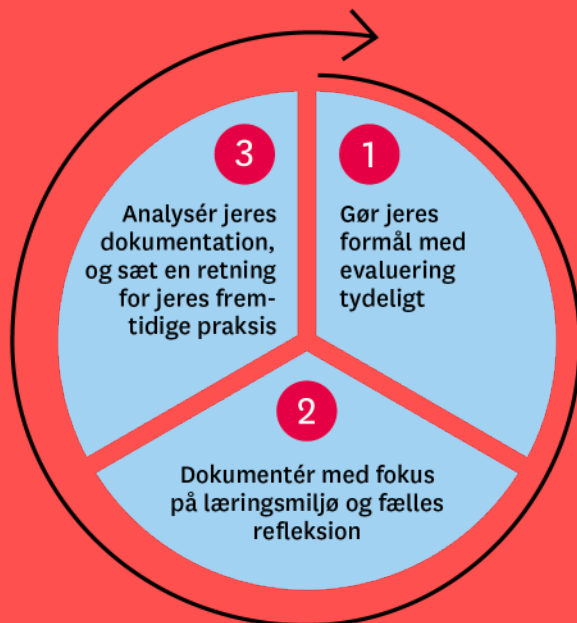 1
Gør jeres
formål med
evaluering
tydeligt
2
Dokumentér med fokus
på læringsmiljø og fælles
refleksion
3
Analysér jeres
dokumentation,
og sæt en retning
for jeres frem-
tidige praksis